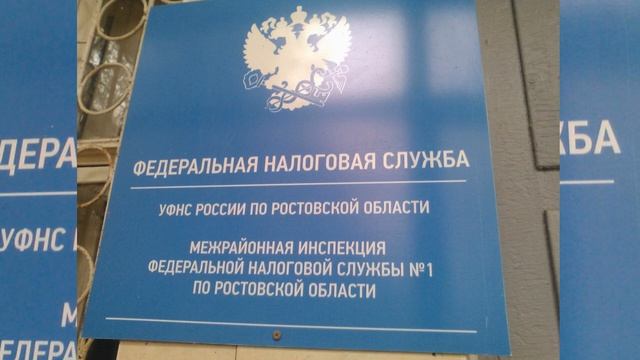 ФЕДЕРАЛЬНАЯ НАЛОГОВАЯ СЛУЖБА
УФНС РОССИИ ПО РОСТОВСКОЙ ОБЛАСТИ
МЕЖРАЙОННАЯ ИНСПЕКЦИЯ
ФЕДЕРАЛЬНОЙ НАЛОГОВОЙ СЛУЖБЫ №1
ПО РОСТОВСКОЙ ОБЛАСТИ